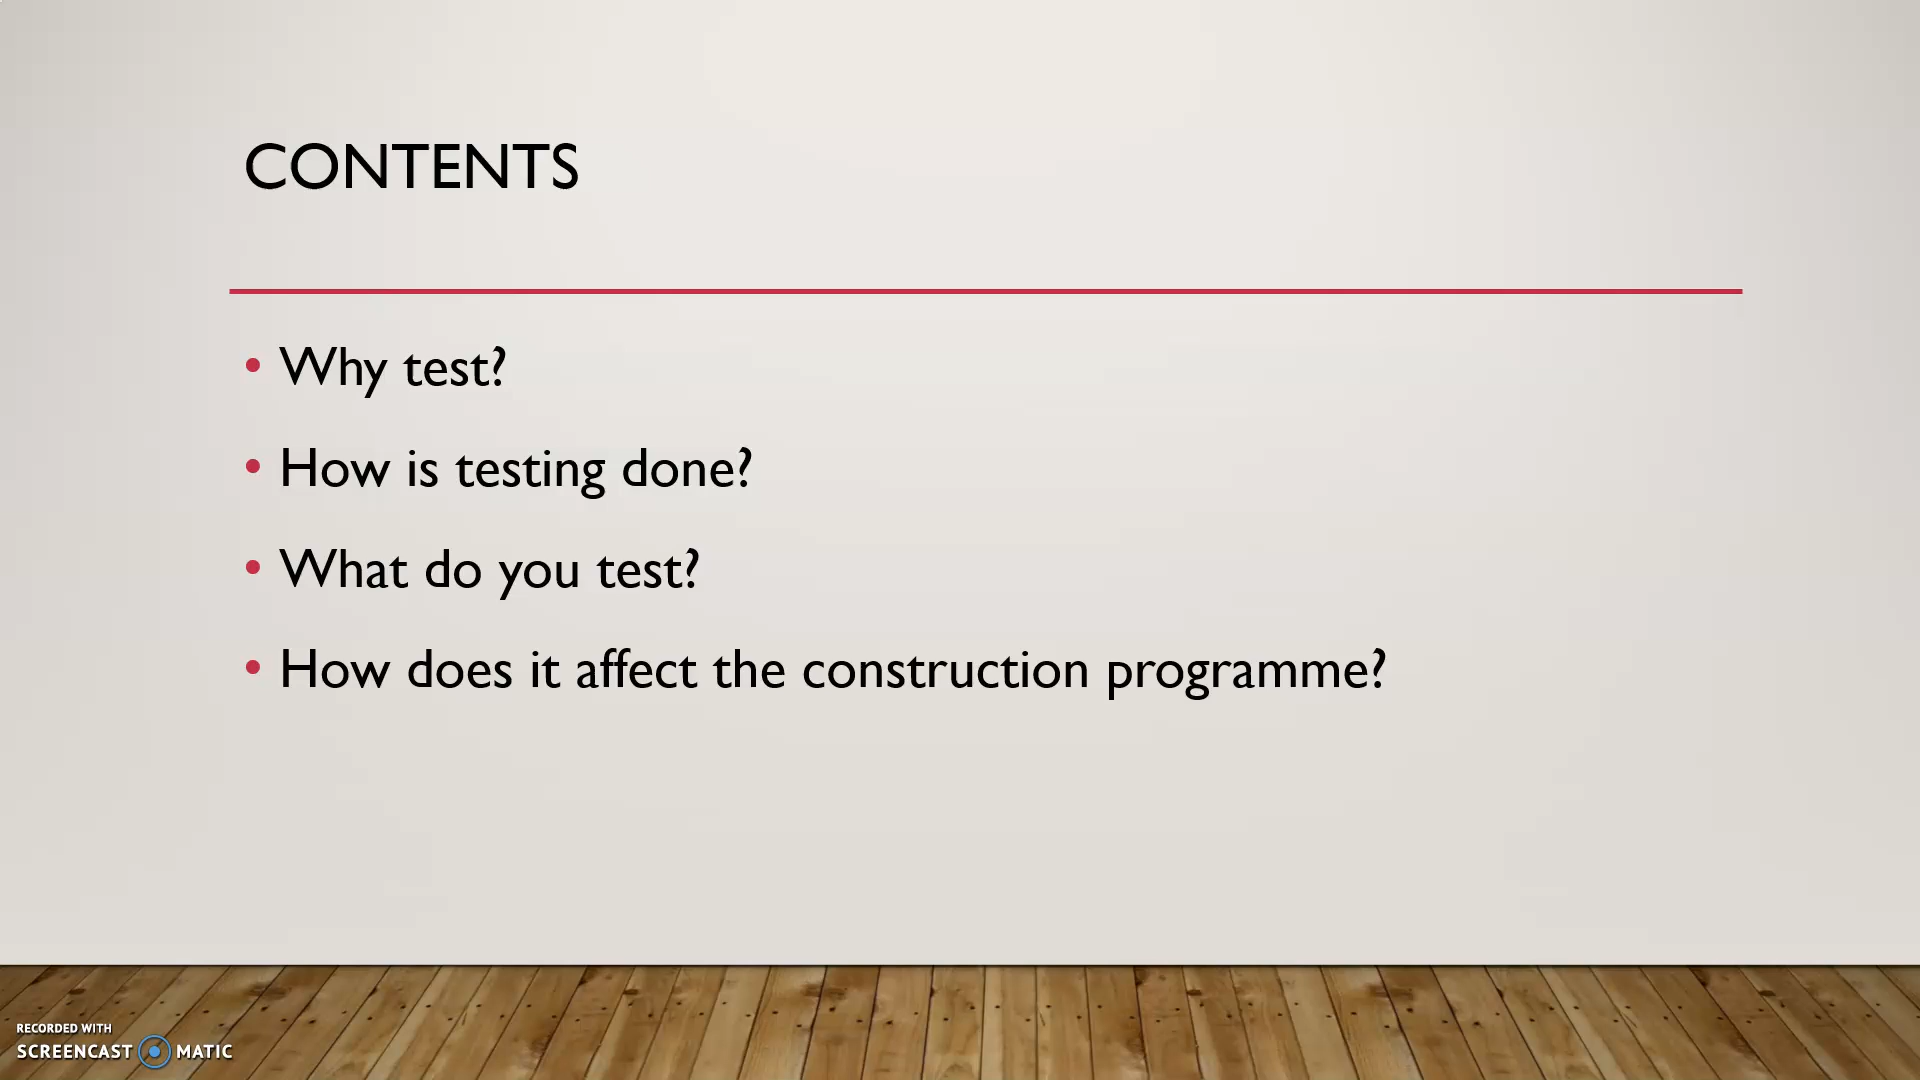 CONTENTS
• Why test?
• How is testing done?
• What do you test?
• How does it affect the construction programme?
RECORDED WITH
SCREENCAST MATIC